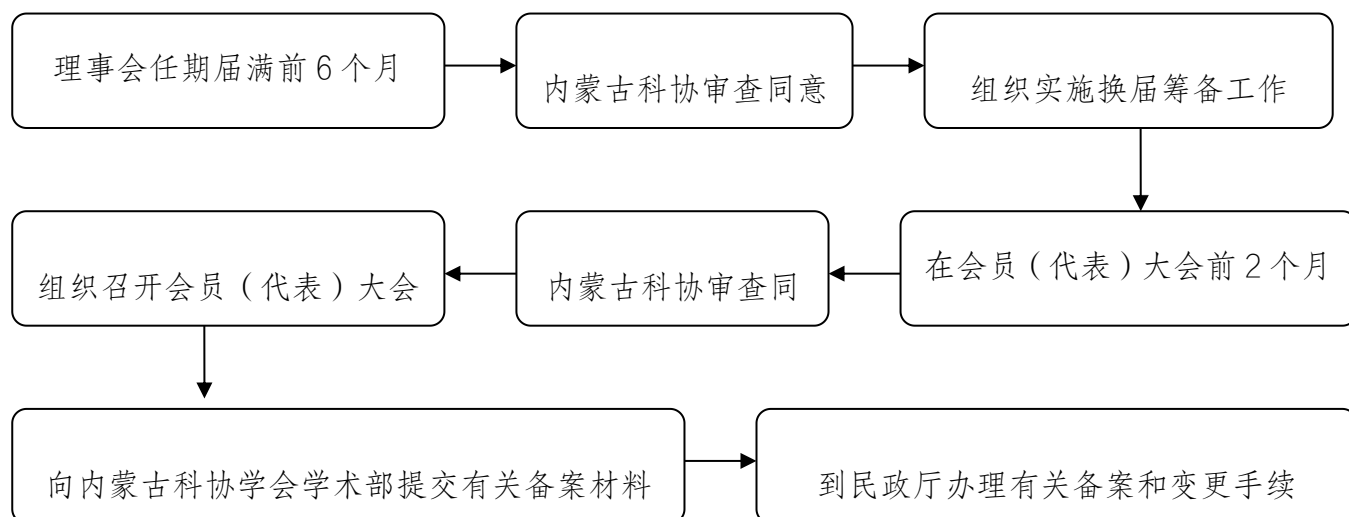 理事会任期届满前6个月
内蒙古科协审查同意
组织实施换届筹备工作
在会员（代表）大会前2个月
内蒙古科协审查同
组织召开会员（代表）大会
向内蒙古科协学会学术部提交有关备案材料
到民政厅办理有关备案和变更手续